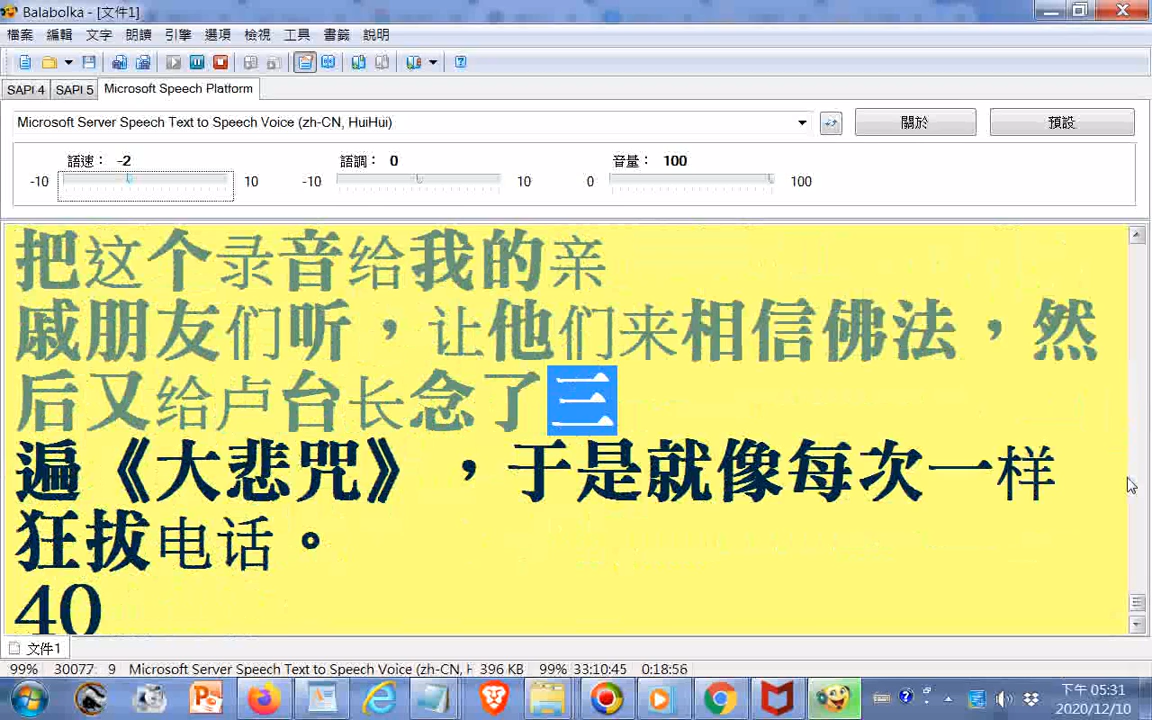 Balabolka - [文件1]
檔案 編輯 文字 朗讀 引擎 選項 檢視 工具 書籤 說明
SAPI 4 SAPI 5 Microsoft Speech Platform
Microsoft Server Speech Text to Speech Voice (zh-CN, HuiHui) 關於 預設
語速： -2 語調： 0 音量： 100
-10 10 -10 10 0 100
把这个录音给我的亲
戚朋友们听，让他们来相信佛法，然
后又给卢台长念了三
遍《大悲咒》，于是就像每次一样
狂拔电话。
40
文件1
99% 30077 9 Microsoft Server Speech Text to Speech Voice (zh-CN, H 396 KB 99% 33:10:45 0:18:56
下午 05:31
2020/12/10